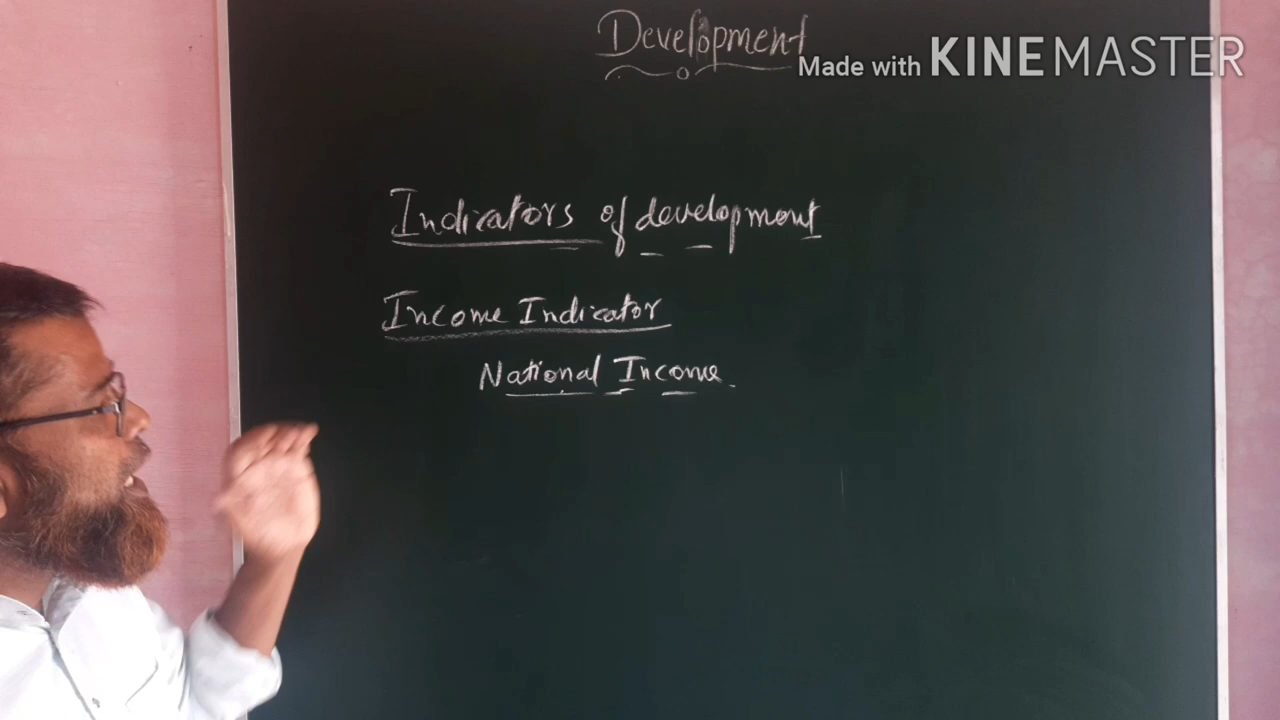 Development
Made with KINEMASTER
Indicators of development
Income Indicator
National Income.